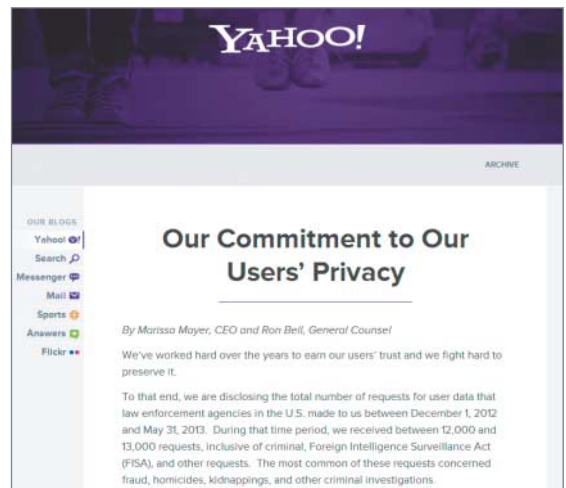 YAHOO!
ARCHIVE
OUR BLOGS
Yahoo!
Search
Messenger
Mail
Sports
Answers
Flickr
Our Commitment to Our
Users' Privacy
By Marissa Mayer, CEO and Ron Bell, General Counsel
We've worked hard over the years to earn our users' trust and we fight hard to
preserve it.
To that end, we are disclosing the total number of requests for user data that
law enforcement agencies in the U.S. made to us between December 1, 2012
and May 31, 2013. During that time period, we received between 12,000 and
13,000 requests, inclusive of criminal, Foreign Intelligence Surveillance Act
(FISA), and other requests. The most common of these requests concerned
fraud, homicides, kidnappings, and other criminal investigations.